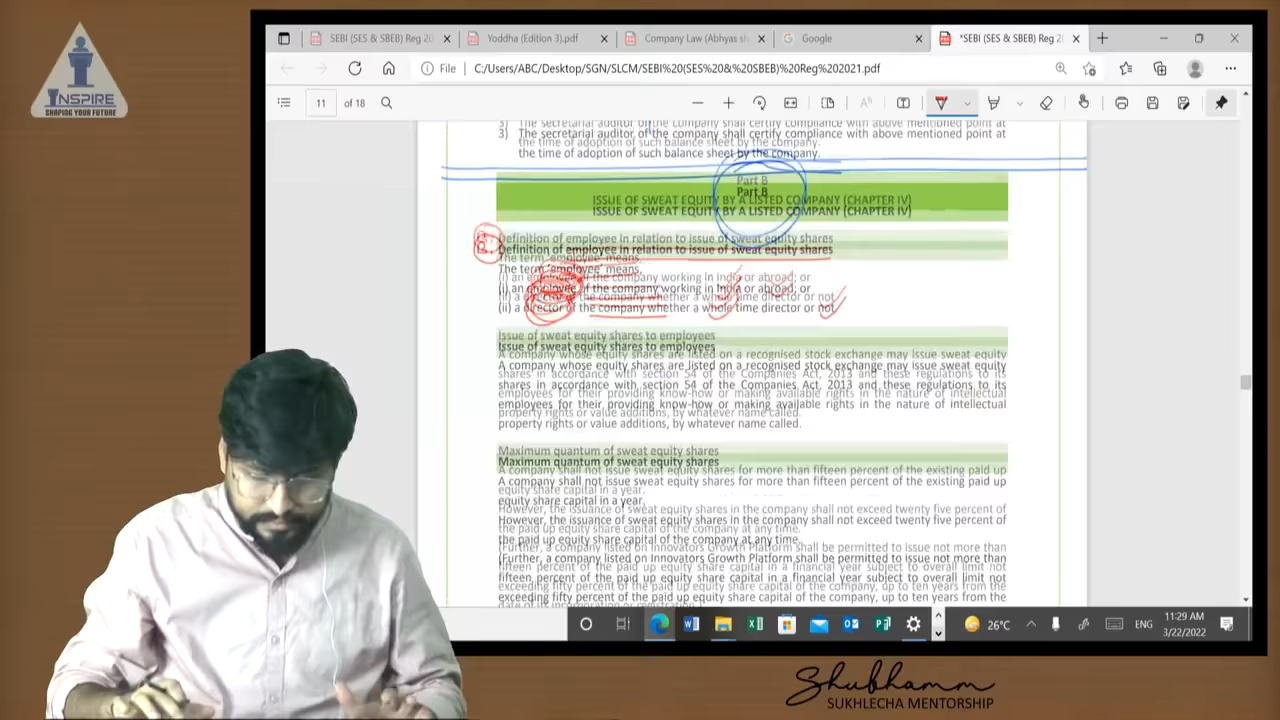 INSPIRE
SHAPING YOUR FUTURE
SEBI (SES & SBEB) Reg 20
Yoddha (Edition 3).pdf
Company Law (Abhyas sh
Google
*SEBI (SES & SBEB) Reg 20
File
C:/Users/ABC/Desktop/SGN/SLCM/SEBI%20(SES%20&%20SBEB)%20Reg%202021.pdf
11 of 18
3) The secretarial auditor of the company shall certify compliance with above mentioned point at
the time of adoption of such balance sheet by the company.
Part B
ISSUE OF SWEAT EQUITY BY A LISTED COMPANY (CHAPTER IV)
Definition of employee in relation to issue of sweat equity shares
The term 'employee' means,
(i) an employee of the company working in India or abroad; or
(ii) a director of the company whether a whole time director or not.
Issue of sweat equity shares to employees
A company whose equity shares are listed on a recognised stock exchange may issue sweat equity
shares in accordance with section 54 of the Companies Act, 2013 and these regulations to its
employees for their providing know-how or making available rights in the nature of intellectual
property rights or value additions, by whatever name called.
Maximum quantum of sweat equity shares
A company shall not issue sweat equity shares for more than fifteen percent of the existing paid up
equity share capital in a year.
However, the issuance of sweat equity shares in the company shall not exceed twenty five percent of
the paid up equity share capital of the company at any time.
(Further, a company listed on Innovators Growth Platform shall be permitted to issue not more than
fifteen percent of the paid up equity share capital in a financial year subject to overall limit not
exceeding fifty percent of the paid up equity share capital of the company, up to ten years from the
date of its incorporation or registration.)
26°C
ENG
11:29 AM
3/22/2022
Shubhamm
SUKHLECHA MENTORSHIP